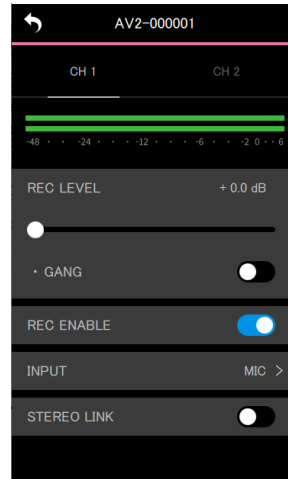 AV2-000001
CH 1 CH 2
-48 · · -24 · · · -12 · · · -6 · · -2 0 · · 6
REC LEVEL + 0.0 dB
・GANG
REC ENABLE
INPUT MIC >
STEREO LINK